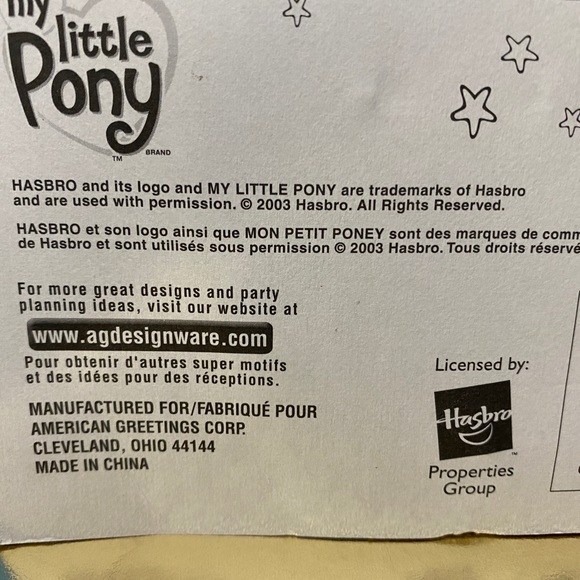 my
little
Pony
TM BRAND
HASBRO and its logo and MY LITTLE PONY are trademarks of Hasbro
and are used with permission. © 2003 Hasbro. All Rights Reserved.
HASBRO et son logo ainsi que MON PETIT PONEY sont des marques de comm
de Hasbro et sont utilisés sous permission © 2003 Hasbro. Tous droits réservé
For more great designs and party
planning ideas, visit our website at
www.agdesignware.com
Pour obtenir d'autres super motifs
et des idées pour des réceptions.
MANUFACTURED FOR/FABRIQUÉ POUR
AMERICAN GREETINGS CORP.
CLEVELAND, OHIO 44144
MADE IN CHINA
Licensed by:
Hasbro
Properties
Group